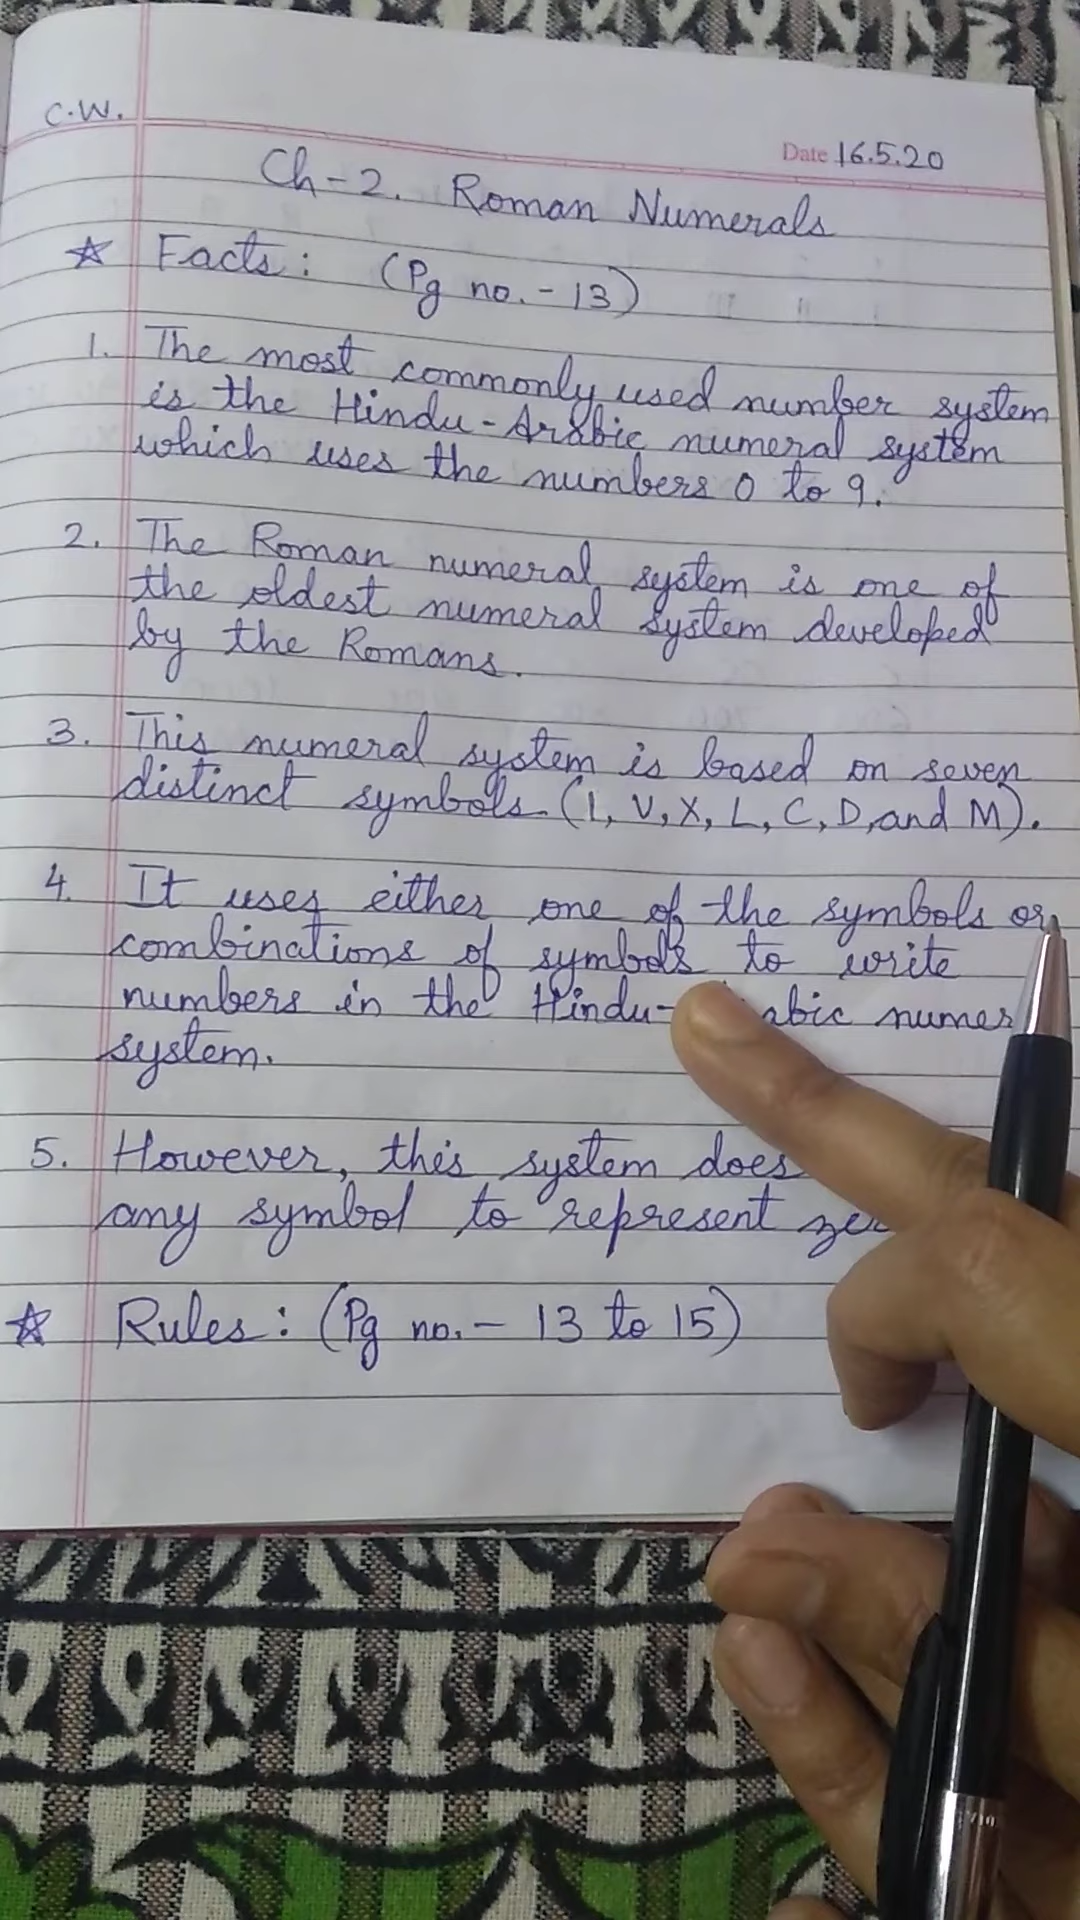 C.W.
Date 16.5.20
Ch-2. Roman Numerals
☆ Facts: (Pg no.-13)
1. The most commonly used number system
is the Hindu-Arabic numeral system
which uses the numbers 0 to 9.
2. The Roman numeral system is one of
the oldest numeral system developed
by the Romans.
3. This numeral system is based on seven
distinct symbols (I, V, X, L, C, D, and M).
4. It uses either one of the symbols or
combinations of symbols to write
numbers in the Hindu-
system.
5. However, this system does
any symbol to represent
☆ Rules: (Pg no.- 13 to 15)